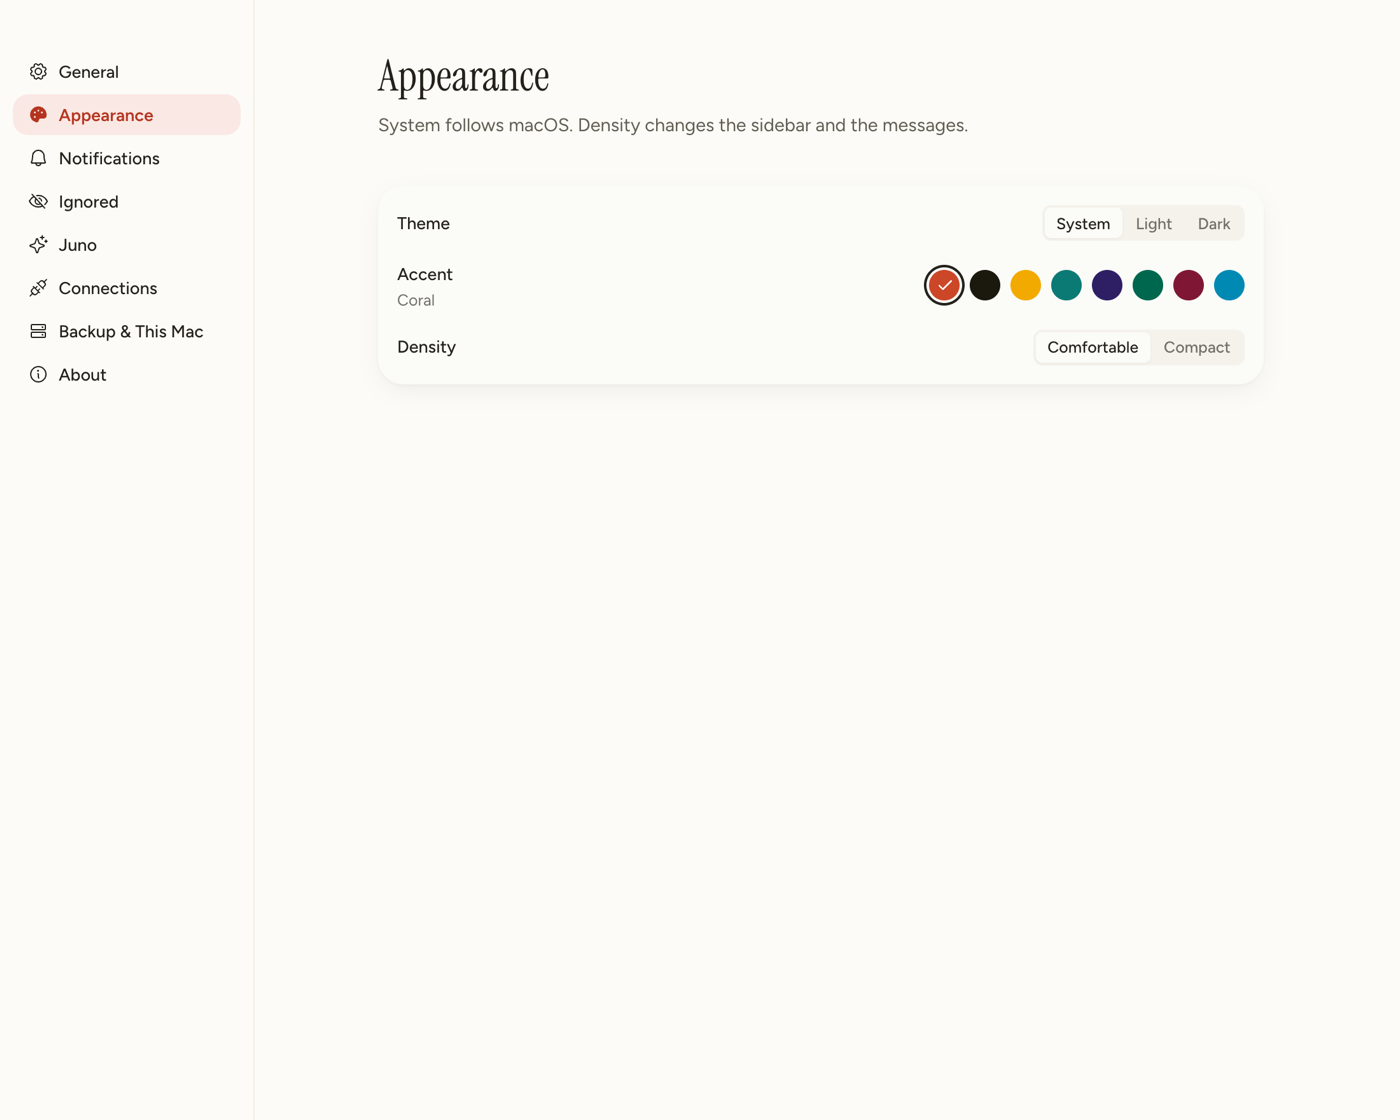 General
Appearance
Notifications
Ignored
Juno
Connections
Backup & This Mac
About
Appearance
System follows macOS. Density changes the sidebar and the messages.
Theme
System Light Dark
Accent
Coral
Density
Comfortable Compact